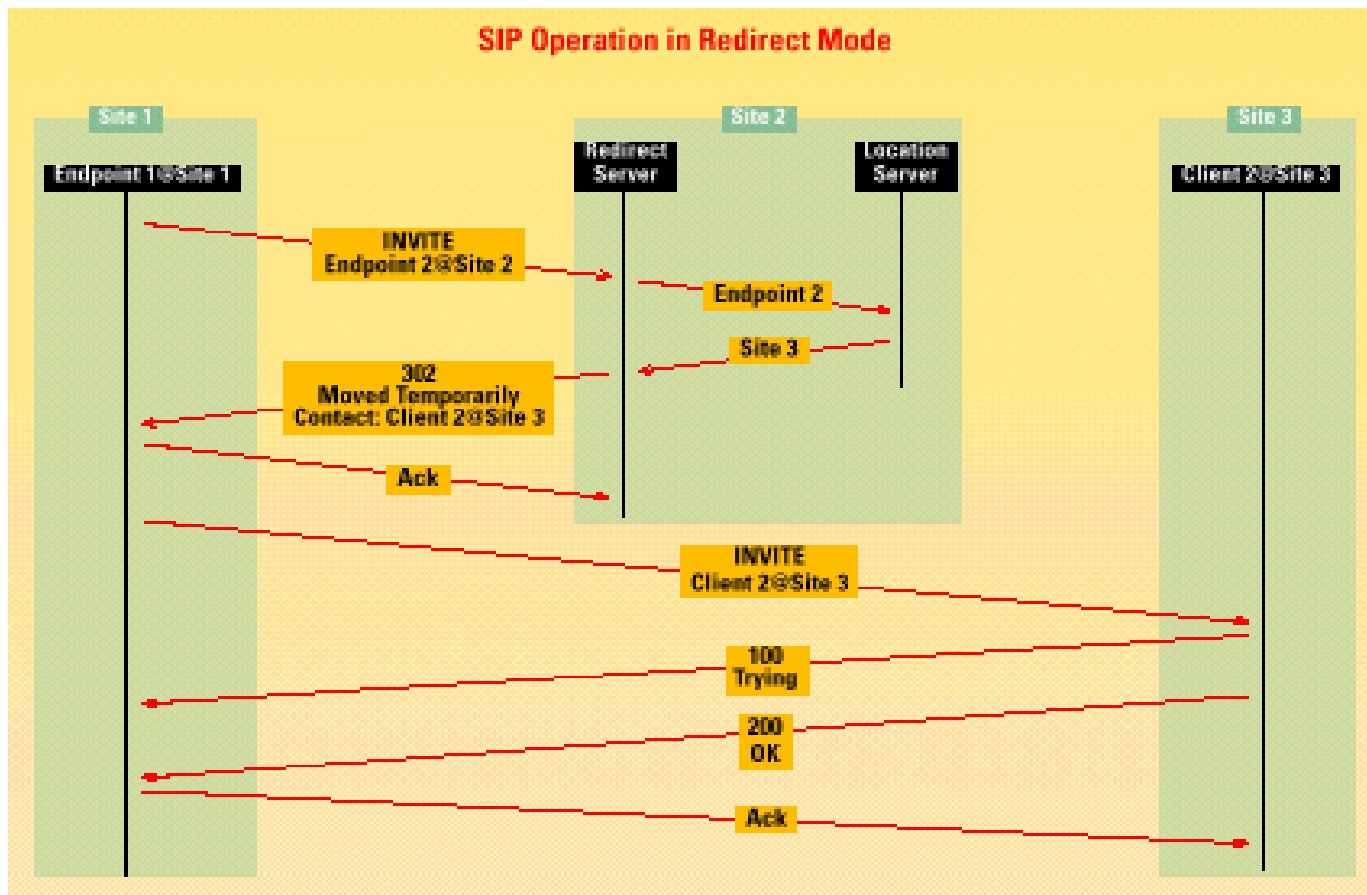 SIP Operation in Redirect Mode
Site 1
Site 2
Site 3
Endpoint 1@Site 1
Redirect
Server
Location
Server
Client 2@Site 3
INVITE
Endpoint 2@Site 2
Endpoint 2
Site 3
302
Moved Temporarily
Contact: Client 2@Site 3
Ack
INVITE
Client 2@Site 3
100
Trying
200
OK
Ack